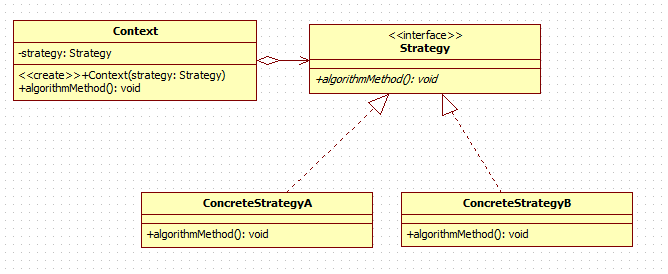 Context
-strategy: Strategy
<<create>>+Context(strategy: Strategy)
+algorithmMethod(): void
<<interface>>
Strategy
+algorithmMethod(): void
ConcreteStrategyA
+algorithmMethod(): void
ConcreteStrategyB
+algorithmMethod(): void